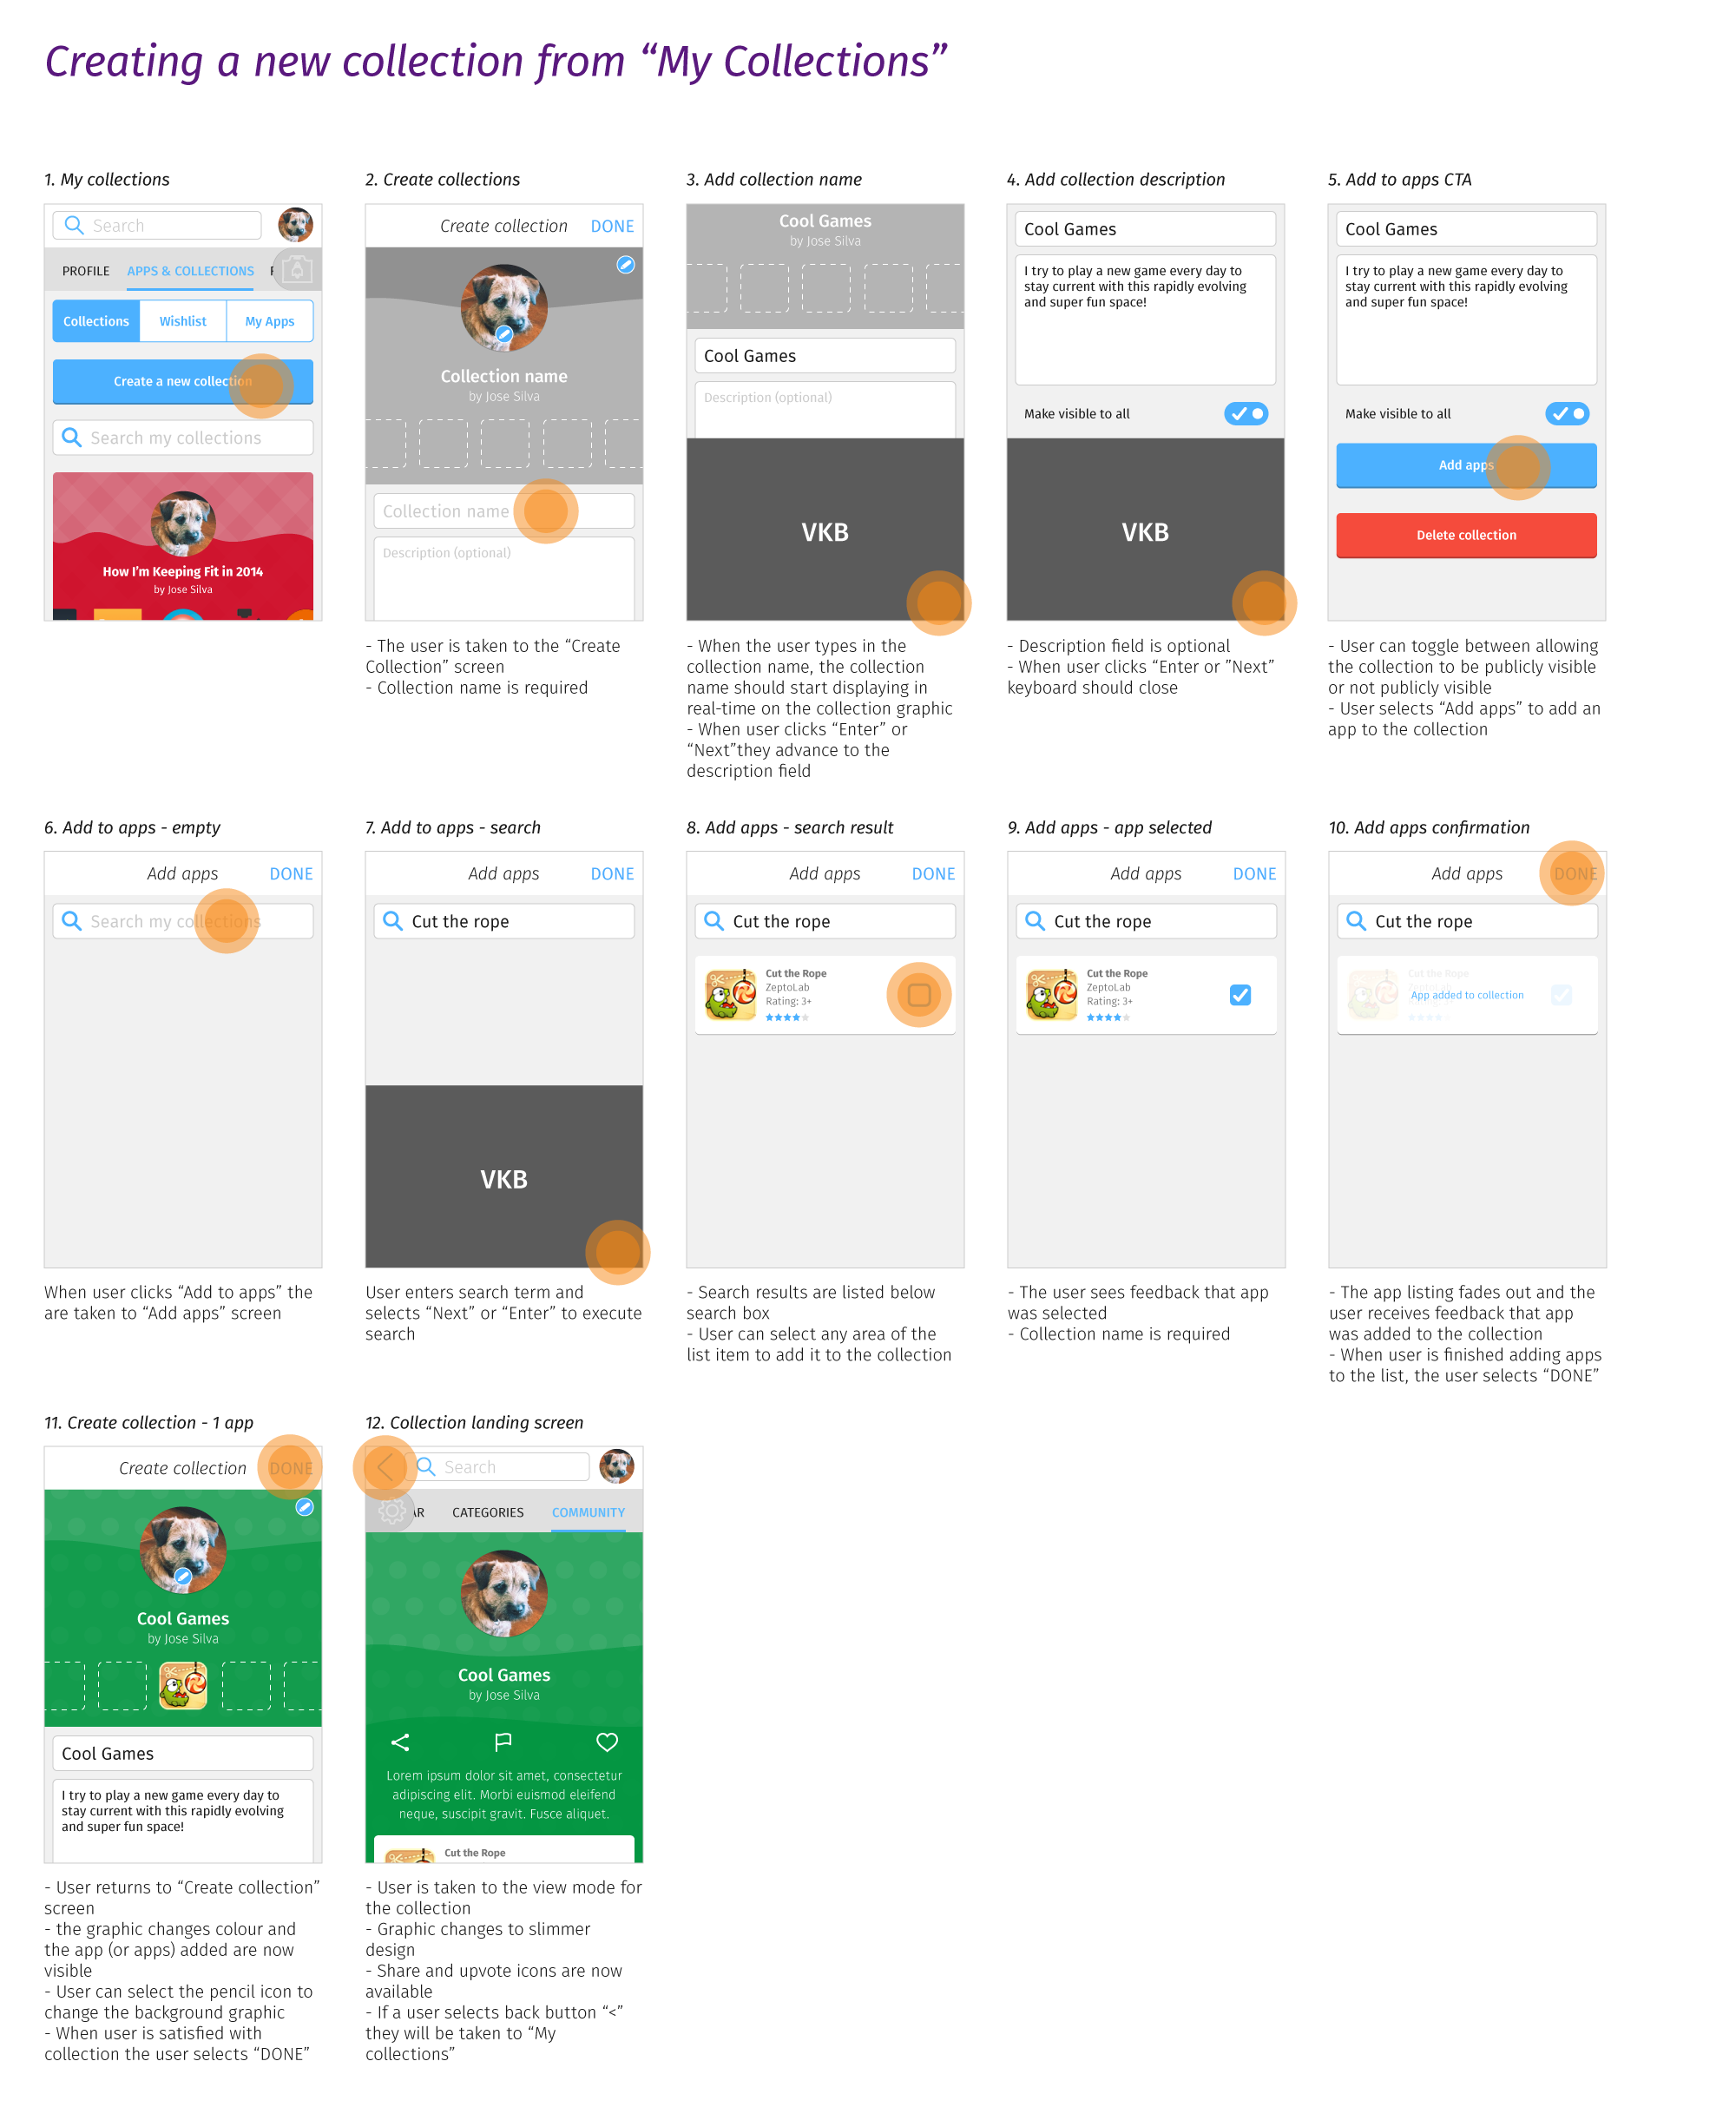 Creating a new collection from “My Collections”
1. My collections
Search
PROFILE APPS & COLLECTIONS
Collections Wishlist My Apps
Create a new collection
Search my collections
How I’m Keeping Fit in 2014
by Jose Silva
2. Create collections
Create collection DONE
Collection name
by Jose Silva
Collection name
Description (optional)
- The user is taken to the “Create
Collection” screen
- Collection name is required
3. Add collection name
Cool Games
by Jose Silva
Cool Games
Description (optional)
VKB
- When the user types in the
collection name, the collection
name should start displaying in
real-time on the collection graphic
- When user clicks “Enter” or
“Next”they advance to the
description field
4. Add collection description
Cool Games
I try to play a new game every day to
stay current with this rapidly evolving
and super fun space!
Make visible to all
VKB
- Description field is optional
- When user clicks “Enter or ”Next”
keyboard should close
5. Add to apps CTA
Cool Games
I try to play a new game every day to
stay current with this rapidly evolving
and super fun space!
Make visible to all
Add apps
Delete collection
- User can toggle between allowing
the collection to be publicly visible
or not publicly visible
- User selects “Add apps” to add an
app to the collection
6. Add to apps - empty
Add apps DONE
Search my collections
When user clicks “Add to apps” the
are taken to “Add apps” screen
7. Add to apps - search
Add apps DONE
Cut the rope
VKB
User enters search term and
selects “Next” or “Enter” to execute
search
8. Add apps - search result
Add apps DONE
Cut the rope
Cut the Rope
ZeptoLab
Rating: 3+
- Search results are listed below
search box
- User can select any area of the
list item to add it to the collection
9. Add apps - app selected
Add apps DONE
Cut the rope
Cut the Rope
ZeptoLab
Rating: 3+
- The user sees feedback that app
was selected
- Collection name is required
10. Add apps confirmation
Add apps DONE
Cut the rope
Cut the Rope
App added to collection
- The app listing fades out and the
user receives feedback that app
was added to the collection
- When user is finished adding apps
to the list, the user selects “DONE”
11. Create collection - 1 app
Create collection DONE
Cool Games
by Jose Silva
Cool Games
I try to play a new game every day to
stay current with this rapidly evolving
and super fun space!
- User returns to “Create collection”
screen
- the graphic changes colour and
the app (or apps) added are now
visible
- User can select the pencil icon to
change the background graphic
- When user is satisfied with
collection the user selects “DONE”
12. Collection landing screen
Search
AR CATEGORIES COMMUNITY
Cool Games
by Jose Silva
Lorem ipsum dolor sit amet, consectetur
adipiscing elit. Morbi euismod eleifend
neque, suscipit gravit. Fusce aliquet.
Cut the Rope
- User is taken to the view mode for
the collection
- Graphic changes to slimmer
design
- Share and upvote icons are now
available
- If a user selects back button “<”
they will be taken to “My
collections”